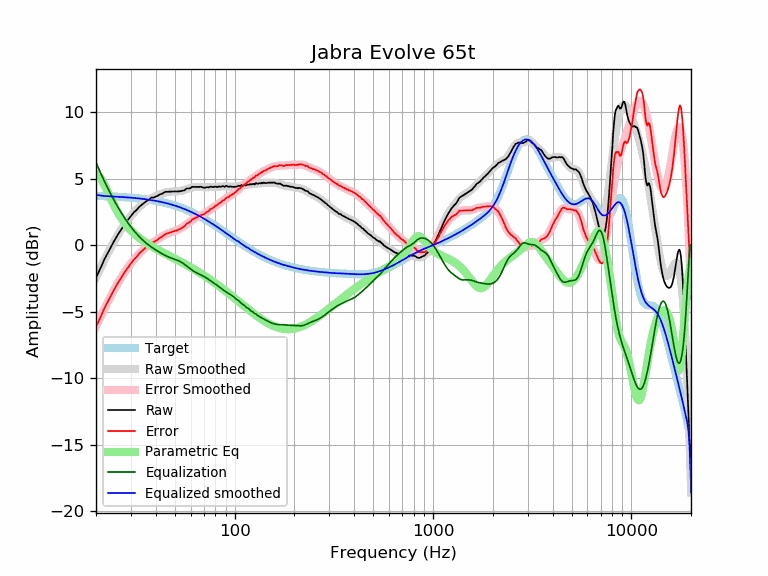 Jabra Evolve 65t
Amplitude (dBr)
10
5
0
−5
−10
−15
−20
Target
Raw Smoothed
Error Smoothed
Raw
Error
Parametric Eq
Equalization
Equalized smoothed
100
1000
10000
Frequency (Hz)